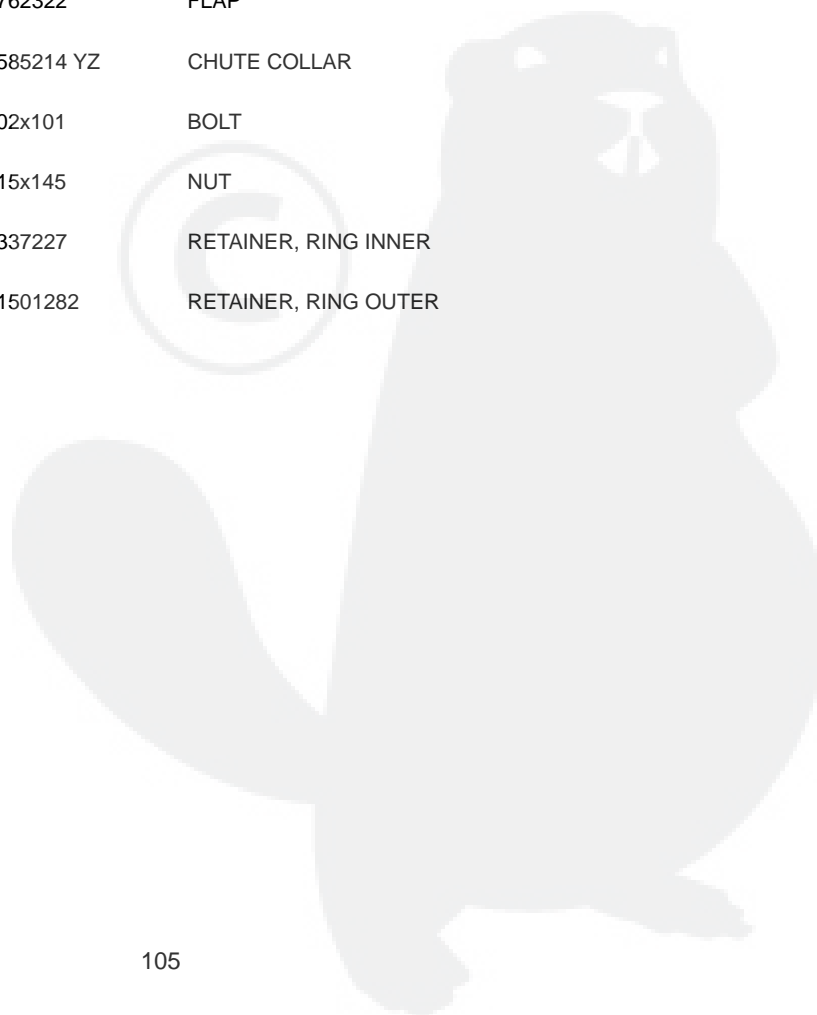 762322 FLAP
585214 YZ CHUTE COLLAR
02x101 BOLT
15x145 NUT
337227 RETAINER, RING INNER
1501282 RETAINER, RING OUTER
©
105